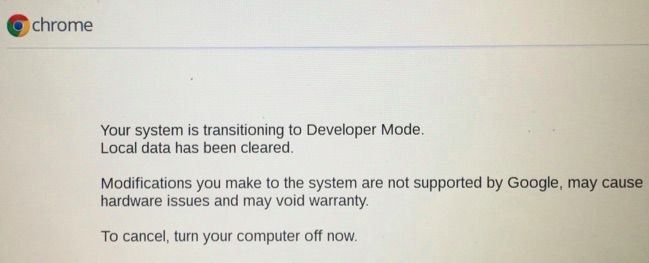 chrome
Your system is transitioning to Developer Mode.
Local data has been cleared.
Modifications you make to the system are not supported by Google, may cause
hardware issues and may void warranty.
To cancel, turn your computer off now.